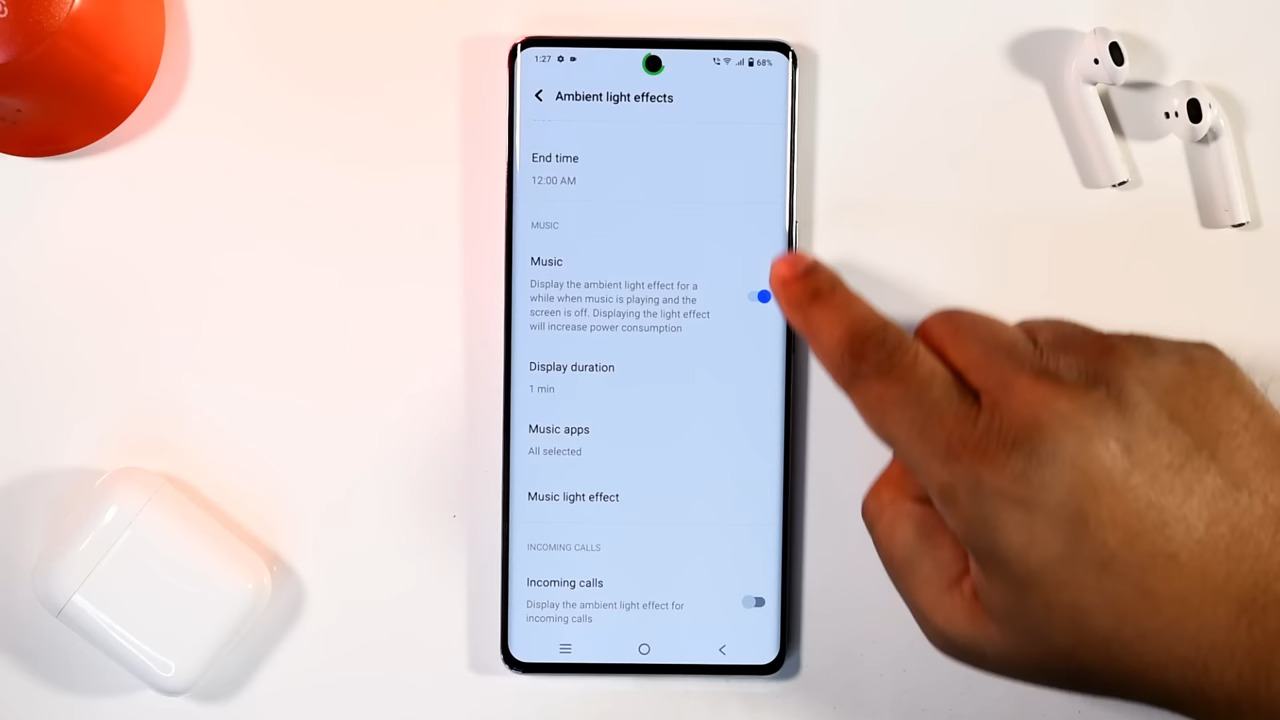 1:27 68%
Ambient light effects
End time
12:00 AM
MUSIC
Music
Display the ambient light effect for a
while when music is playing and the
screen is off. Displaying the light effect
will increase power consumption
Display duration
1 min
Music apps
All selected
Music light effect
INCOMING CALLS
Incoming calls
Display the ambient light effect for
incoming calls